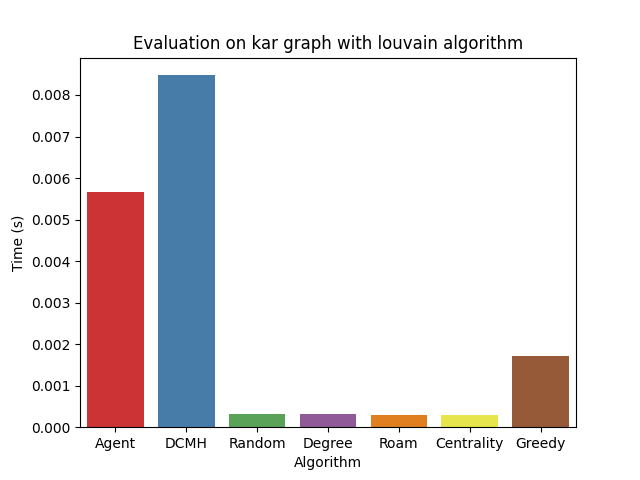 Evaluation on kar graph with louvain algorithm
Time (s)
0.008
0.007
0.006
0.005
0.004
0.003
0.002
0.001
0.000
Agent DCMH Random Degree Roam Centrality Greedy
Algorithm